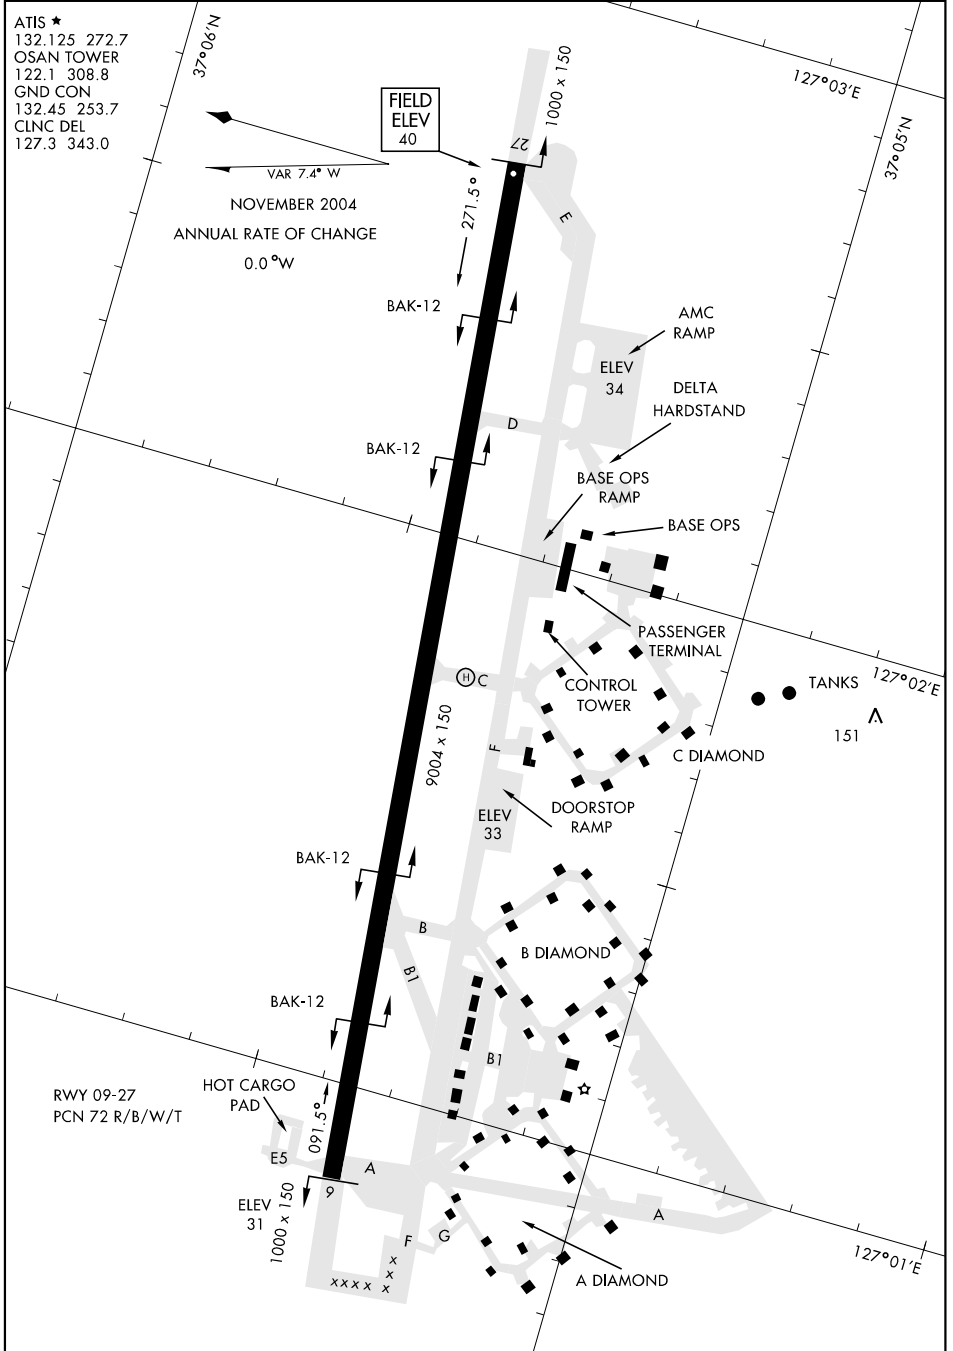 ATIS ★
132.125 272.7
OSAN TOWER
122.1 308.8
GND CON
132.45 253.7
CLNC DEL
127.3 343.0
37°06'N
FIELD
ELEV
40
1000 x 150
127°03'E
37°05'N
27
VAR 7.4° W
NOVEMBER 2004
ANNUAL RATE OF CHANGE
0.0°W
271.5°
E
BAK-12
AMC
RAMP
ELEV
34
DELTA
HARDSTAND
D
BAK-12
BASE OPS
RAMP
BASE OPS
PASSENGER
TERMINAL
127°02'E
H
C
CONTROL
TOWER
TANKS
151
9004 x 150
F
C DIAMOND
DOORSTOP
RAMP
ELEV
33
BAK-12
B
B DIAMOND
B1
BAK-12
B1
RWY 09-27
PCN 72 R/B/W/T
HOT CARGO
PAD
091.5°
E5
A
9
ELEV
31
1000 x 150
A
F
G
127°01'E
A DIAMOND
x
x
x x x x x